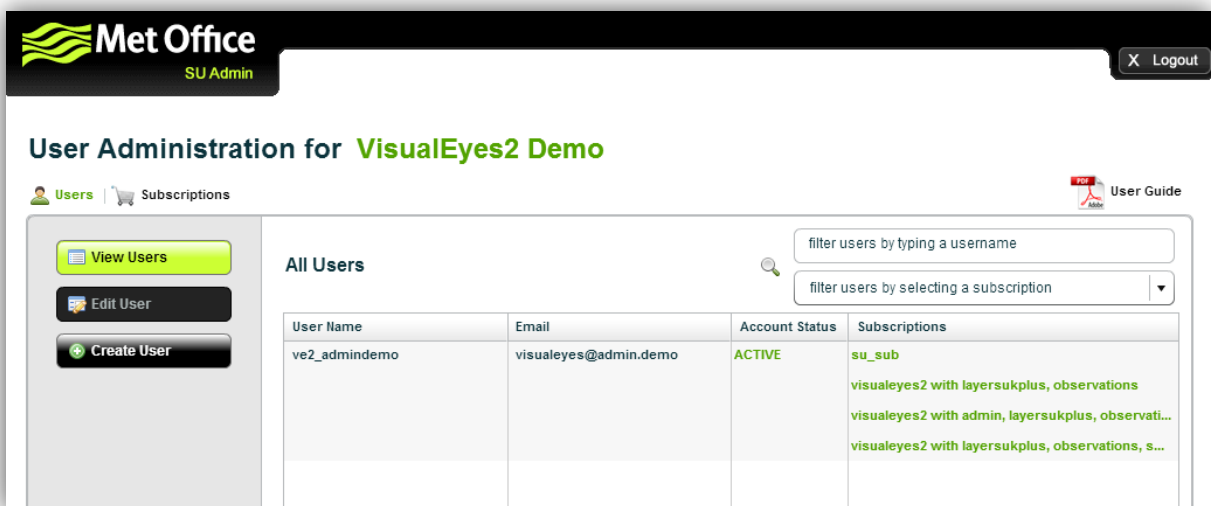 Met Office
SU Admin
X Logout
User Administration for VisualEyes2 Demo
Users | Subscriptions
PDF
Adobe
User Guide
View Users
Edit User
Create User
All Users
filter users by typing a username
filter users by selecting a subscription
User Name Email Account Status Subscriptions
ve2_admindemo visualeyes@admin.demo ACTIVE su_sub
visualeyes2 with layersukplus, observations
visualeyes2 with admin, layersukplus, observati...
visualeyes2 with layersukplus, observations, s...